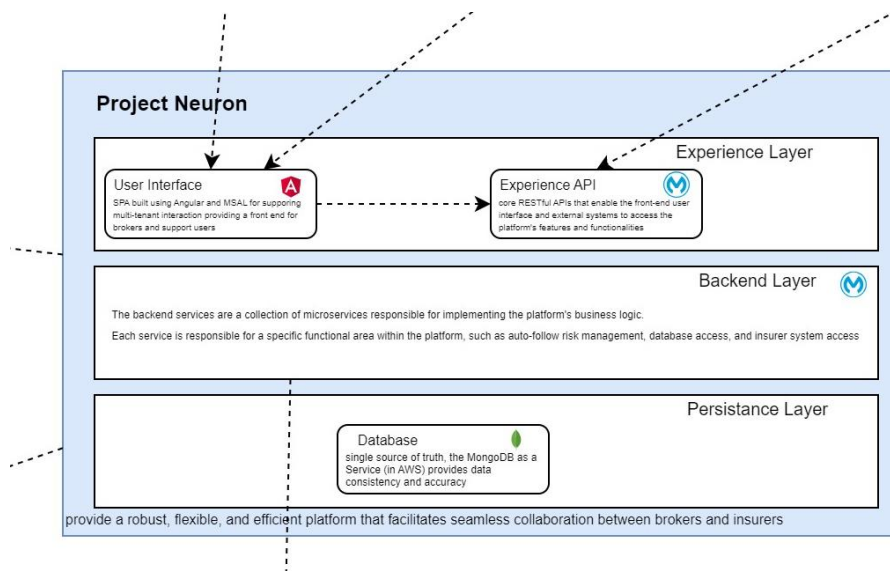 Project Neuron
Experience Layer
User Interface
SPA built using Angular and MSAL for supporing
multi-tenant interaction providing a front end for
brokers and support users
Experience API
core RESTful APIs that enable the front-end user
interface and external systems to access the
platform's features and functionalities
Backend Layer
The backend services are a collection of microservices responsible for implementing the platform's business logic.
Each service is responsible for a specific functional area within the platform, such as auto-follow risk management, database access, and insurer system access
Persistance Layer
Database
single source of truth, the MongoDB as a
Service (in AWS) provides data
consistency and accuracy
provide a robust, flexible, and efficient platform that facilitates seamless collaboration between brokers and insurers